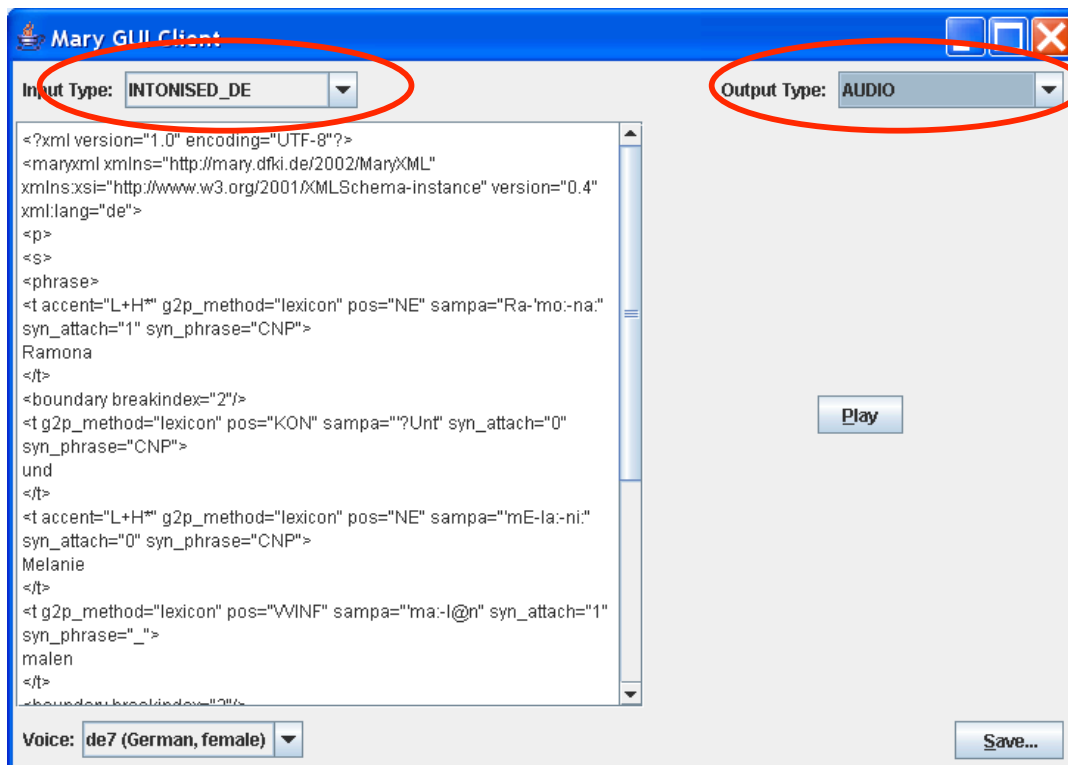 Mary GUI Client
Input Type: INTONISED_DE
Output Type: AUDIO
<?xml version="1.0" encoding="UTF-8"?>
<maryxml xmlns="http://mary.dfki.de/2002/MaryXML"
xmlns:xsi="http://www.w3.org/2001/XMLSchema-instance" version="0.4"
xml:lang="de">
<p>
<s>
<phrase>
<t accent="L+H*" g2p_method="lexicon" pos="NE" sampa="Ra-'mo:-na:"
syn_attach="1" syn_phrase="CNP">
Ramona
</t>
<boundary breakindex="2"/>
<t g2p_method="lexicon" pos="KON" sampa="'?Unt" syn_attach="0"
syn_phrase="CNP">
und
</t>
<t accent="L+H*" g2p_method="lexicon" pos="NE" sampa="'mE-la:-ni:"
syn_attach="0" syn_phrase="CNP">
Melanie
</t>
<t g2p_method="lexicon" pos="VVINF" sampa="'ma:-l@n" syn_attach="1"
syn_phrase="_">
malen
</t>
<boundary breakindex="2"/>
Play
Voice: de7 (German, female)
Save...